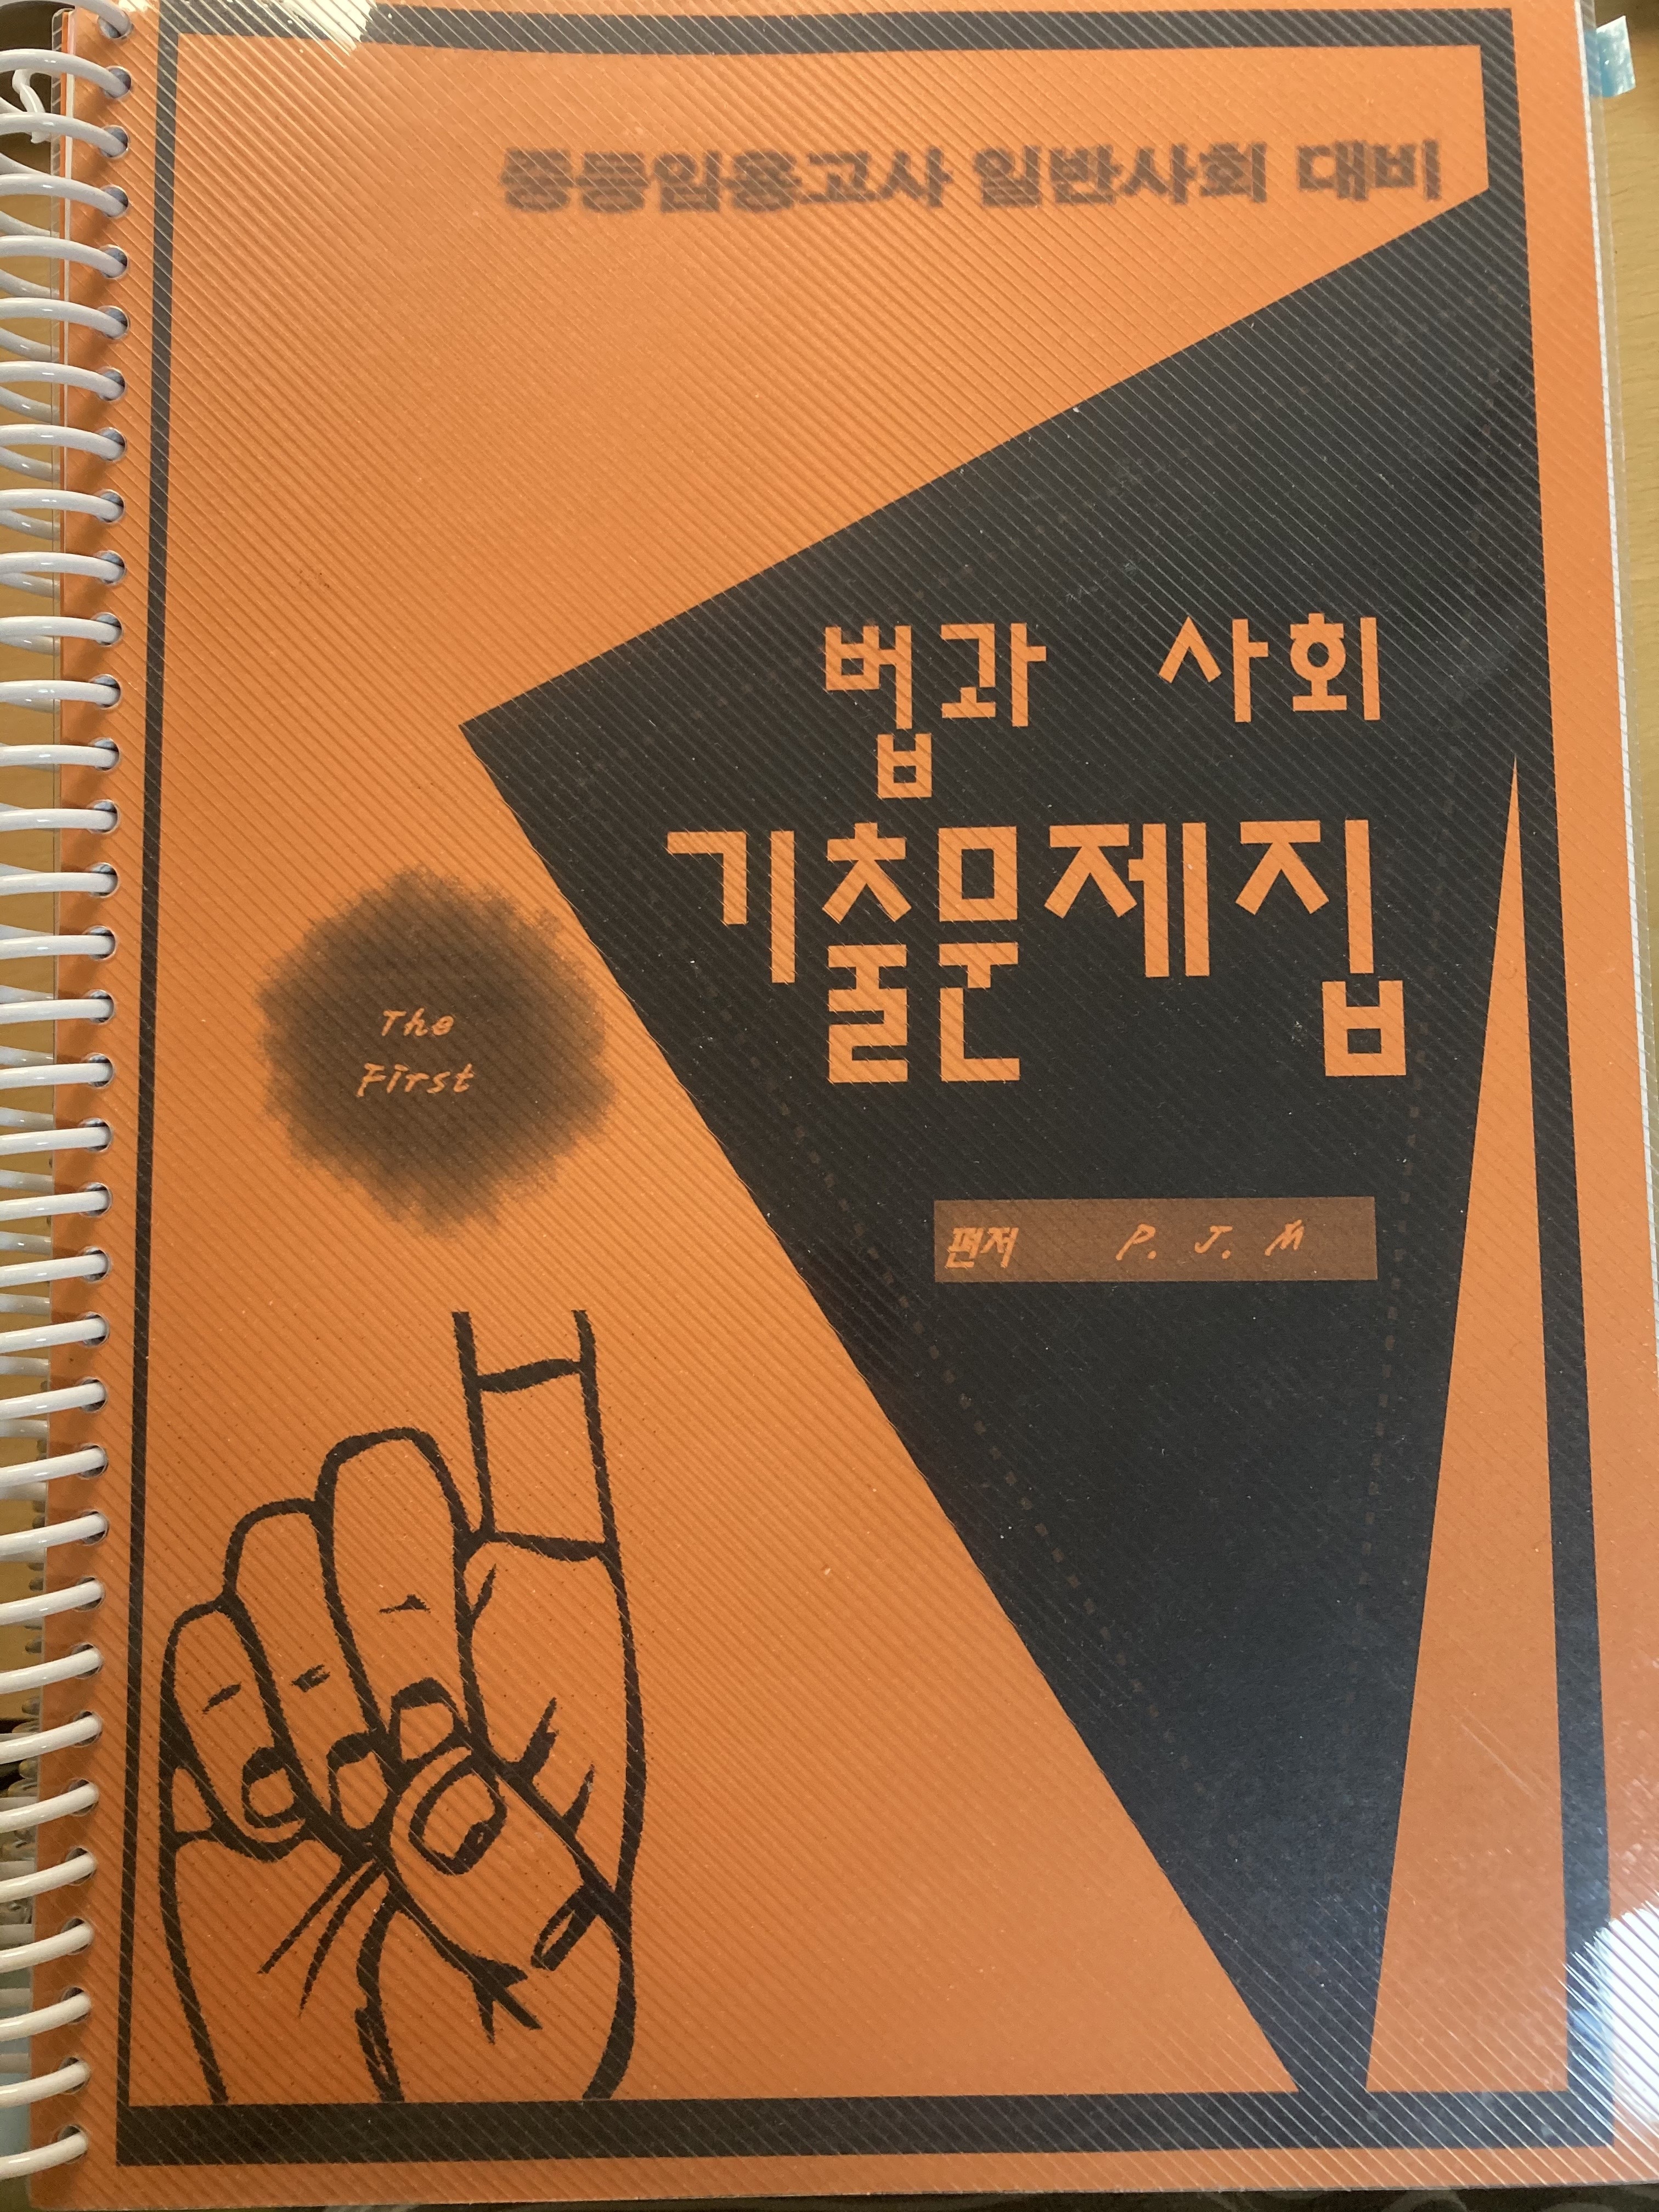 중등임용고사 일반사회 대비
법과 사회
기출문제집
The
First
편저 P. J. M